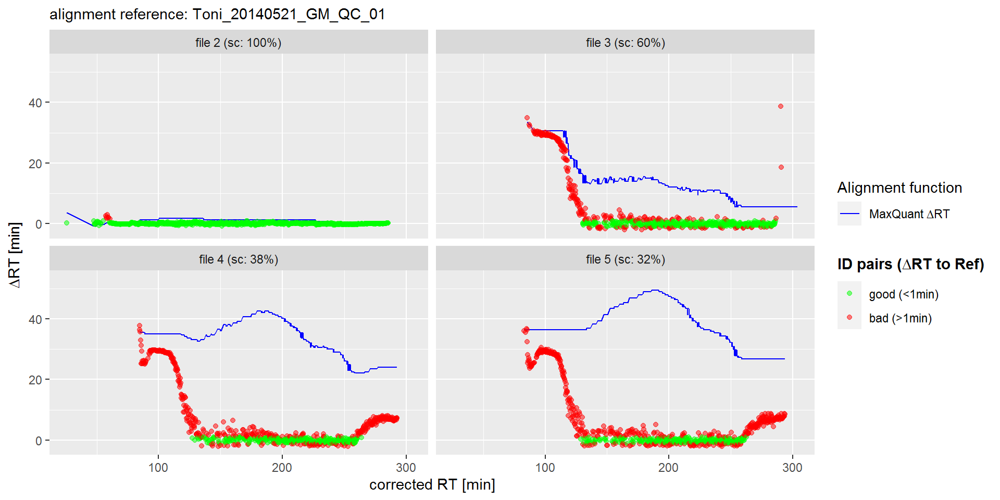 alignment reference: Toni_20140521_GM_QC_01
file 2 (sc: 100%)
file 3 (sc: 60%)
40
20
0
file 4 (sc: 38%)
file 5 (sc: 32%)
40
20
0
100
200
300
100
200
300
corrected RT [min]
ΔRT [min]
Alignment function
MaxQuant ΔRT
ID pairs (ΔRT to Ref)
good (<1min)
bad (>1min)